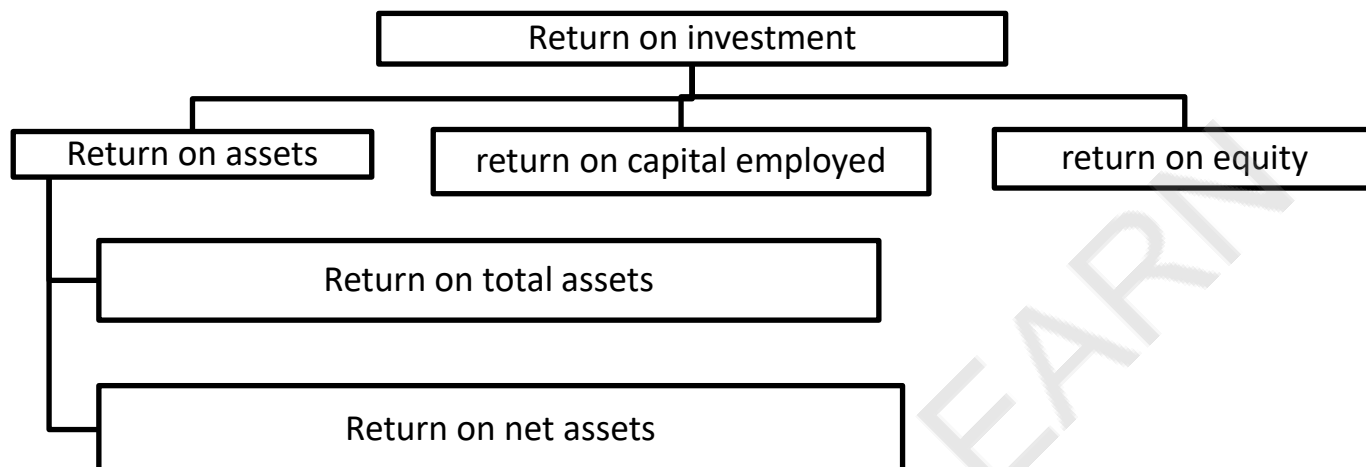 Return on investment
Return on assets
return on capital employed
return on equity
Return on total assets
Return on net assets
EARN